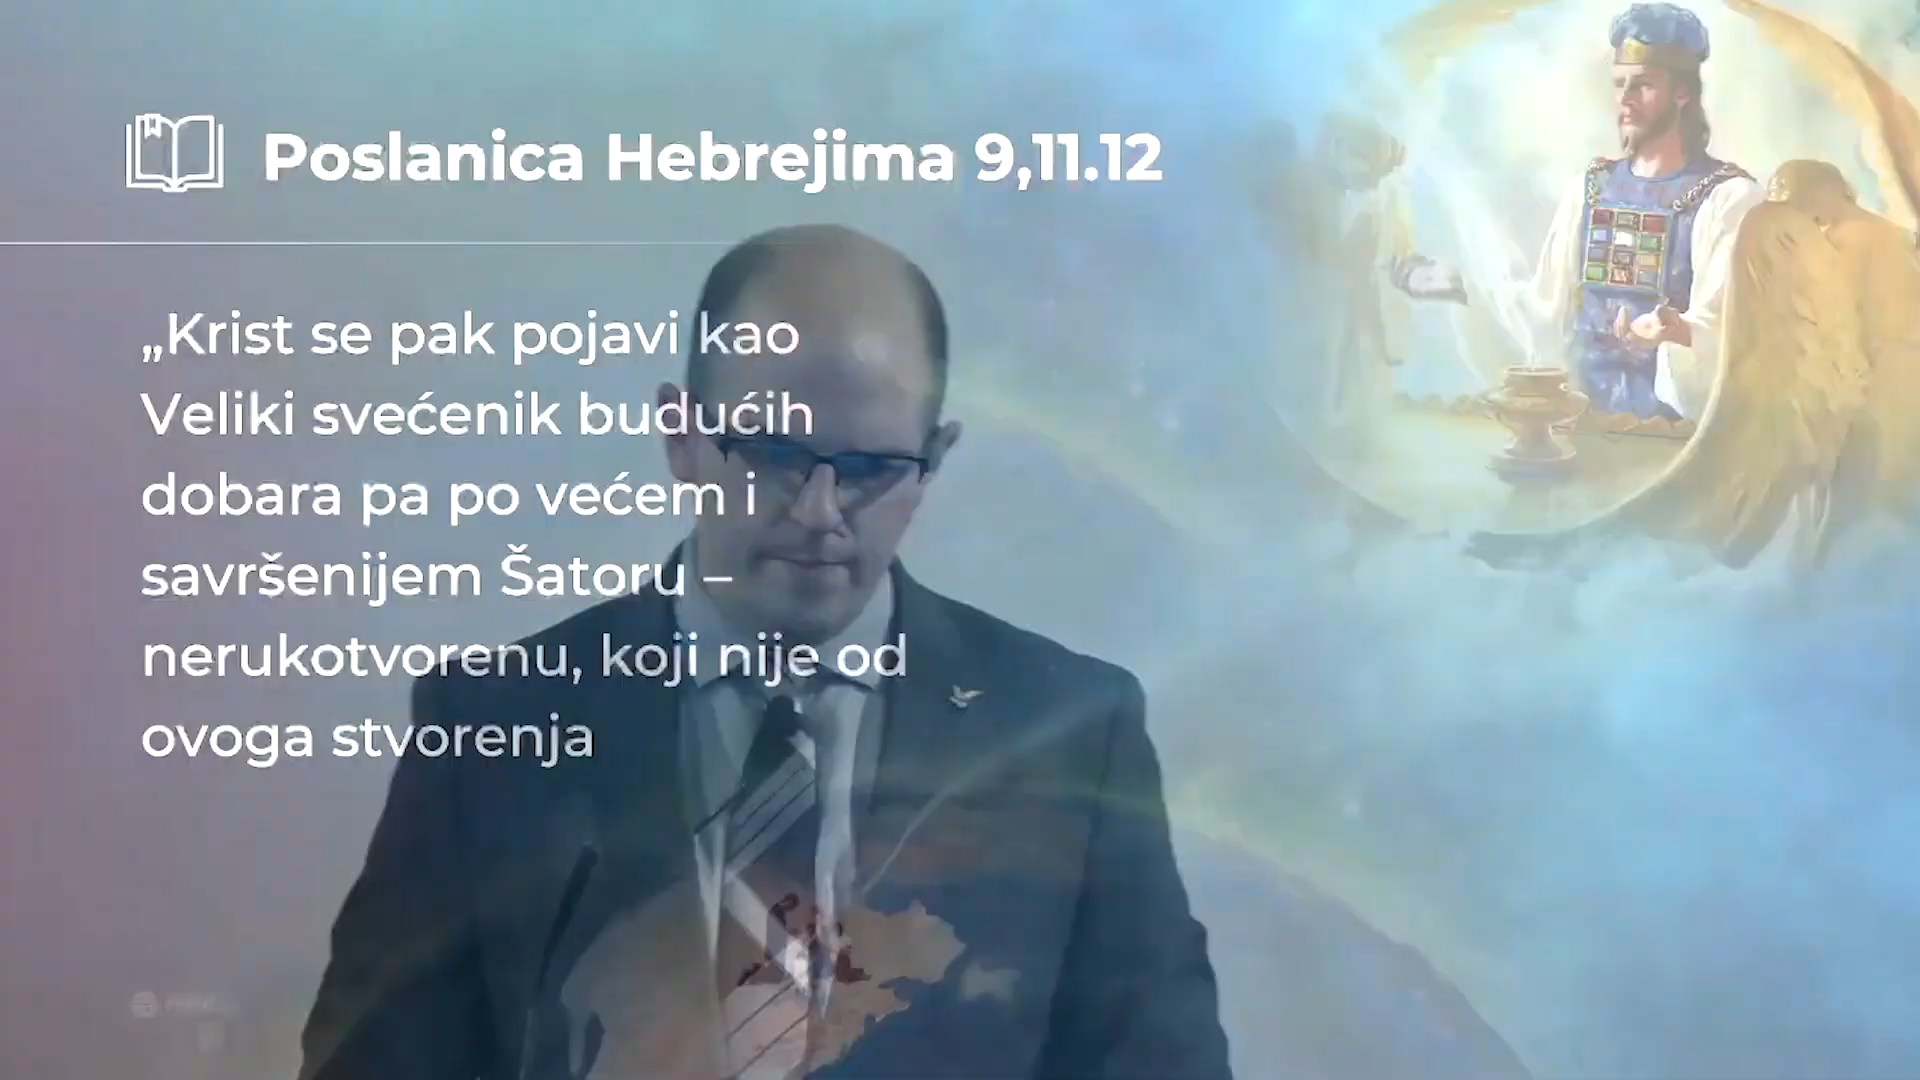 Poslanica Hebrejima 9,11.12
„Krist se pak pojavi kao
Veliki svećenik budućih
dobara pa po većem i
savršenijem Šatoru –
nerukotvorenu, koji nije od
ovoga stvorenja